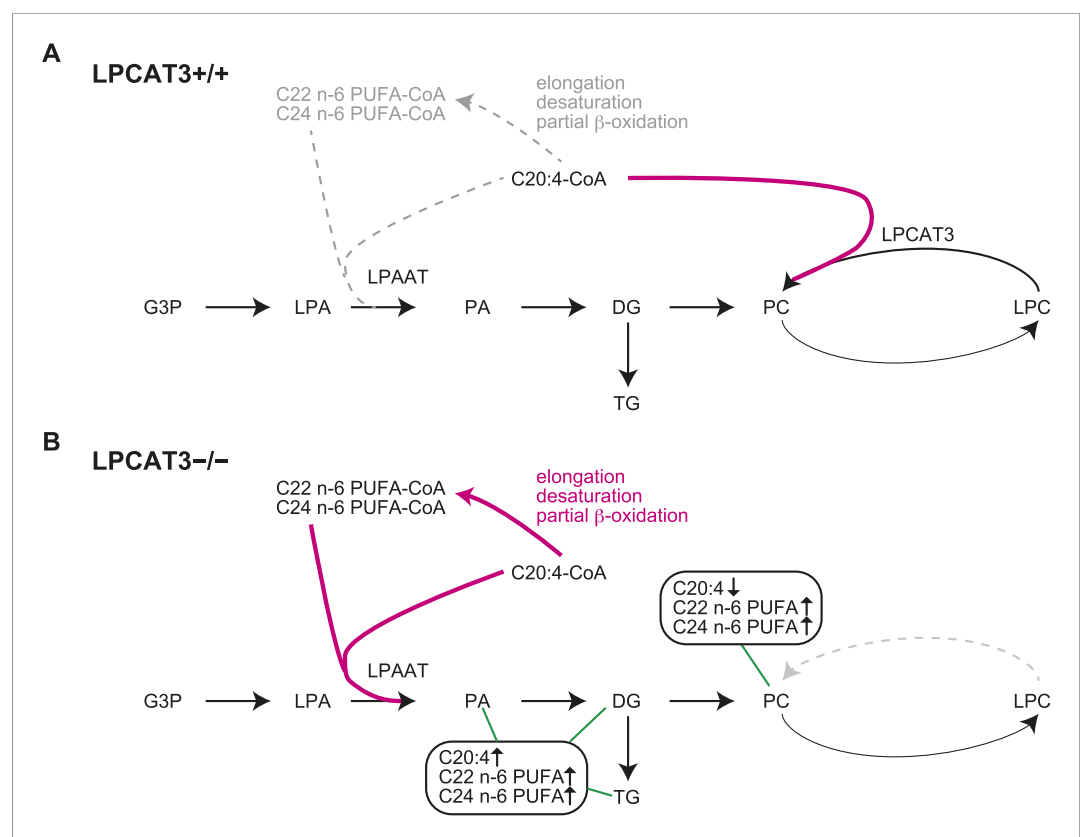 A
LPCAT3+/+
C22 n-6 PUFA-CoA
C24 n-6 PUFA-CoA
elongation
desaturation
partial β-oxidation
C20:4-CoA
LPCAT3
LPAAT
G3P
LPA
PA
DG
PC
LPC
TG
B
LPCAT3−/−
C22 n-6 PUFA-CoA
C24 n-6 PUFA-CoA
elongation
desaturation
partial β-oxidation
C20:4-CoA
C20:4↓
C22 n-6 PUFA↑
C24 n-6 PUFA↑
LPAAT
G3P
LPA
PA
DG
PC
LPC
C20:4↑
C22 n-6 PUFA↑
C24 n-6 PUFA↑
TG